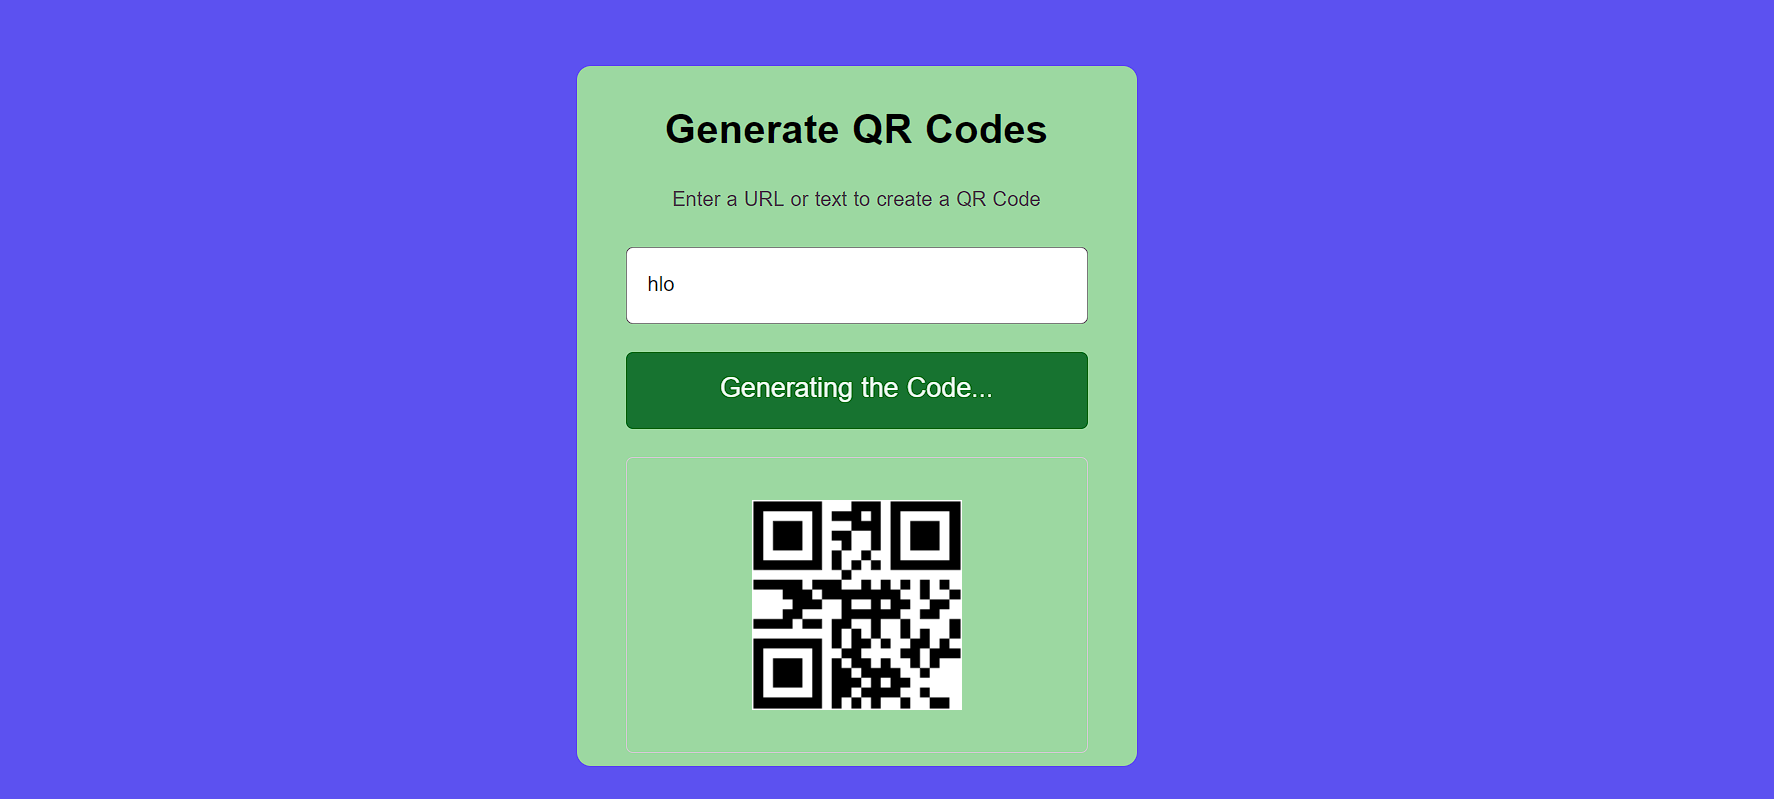 Generate QR Codes
Enter a URL or text to create a QR Code
hlo
Generating the Code...